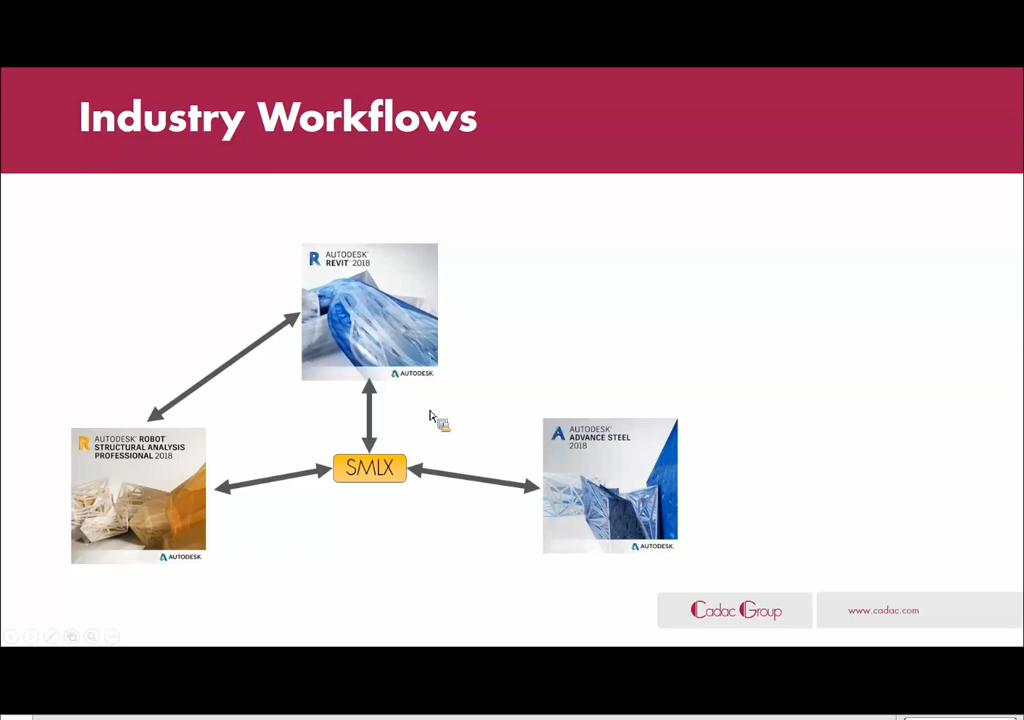 Industry Workflows
AUTODESK®
REVIT® 2018
AUTODESK.
AUTODESK® ROBOT
STRUCTURAL ANALYSIS
PROFESSIONAL 2018
AUTODESK.
SMLX
AUTODESK®
ADVANCE STEEL
2018
AUTODESK.
Cadac Group
www.cadac.com